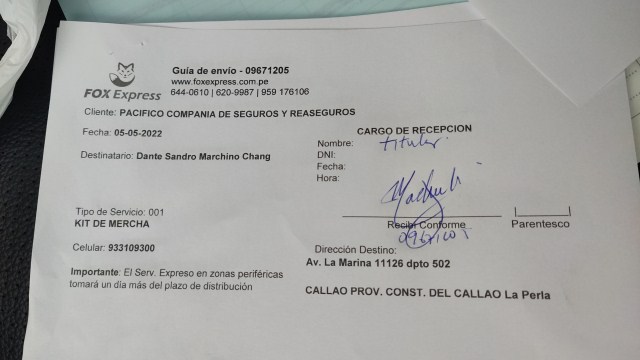 FOX Express
Guía de envío - 09671205
www.foxexpress.com.pe
644-0610 | 620-9987 | 959 176106
Cliente: PACIFICO COMPANIA DE SEGUROS Y REASEGUROS
Fecha: 05-05-2022
Destinatario: Dante Sandro Marchino Chang
CARGO DE RECEPCION
Nombre: titular
DNI:
Fecha:
Hora:
Recibi Conforme
Parentesco
Tipo de Servicio: 001
KIT DE MERCHA
Celular: 933109300
Importante: El Serv. Expreso en zonas periféricas
tomará un día más del plazo de distribución
Dirección Destino:
Av. La Marina 11126 dpto 502
CALLAO PROV. CONST. DEL CALLAO La Perla